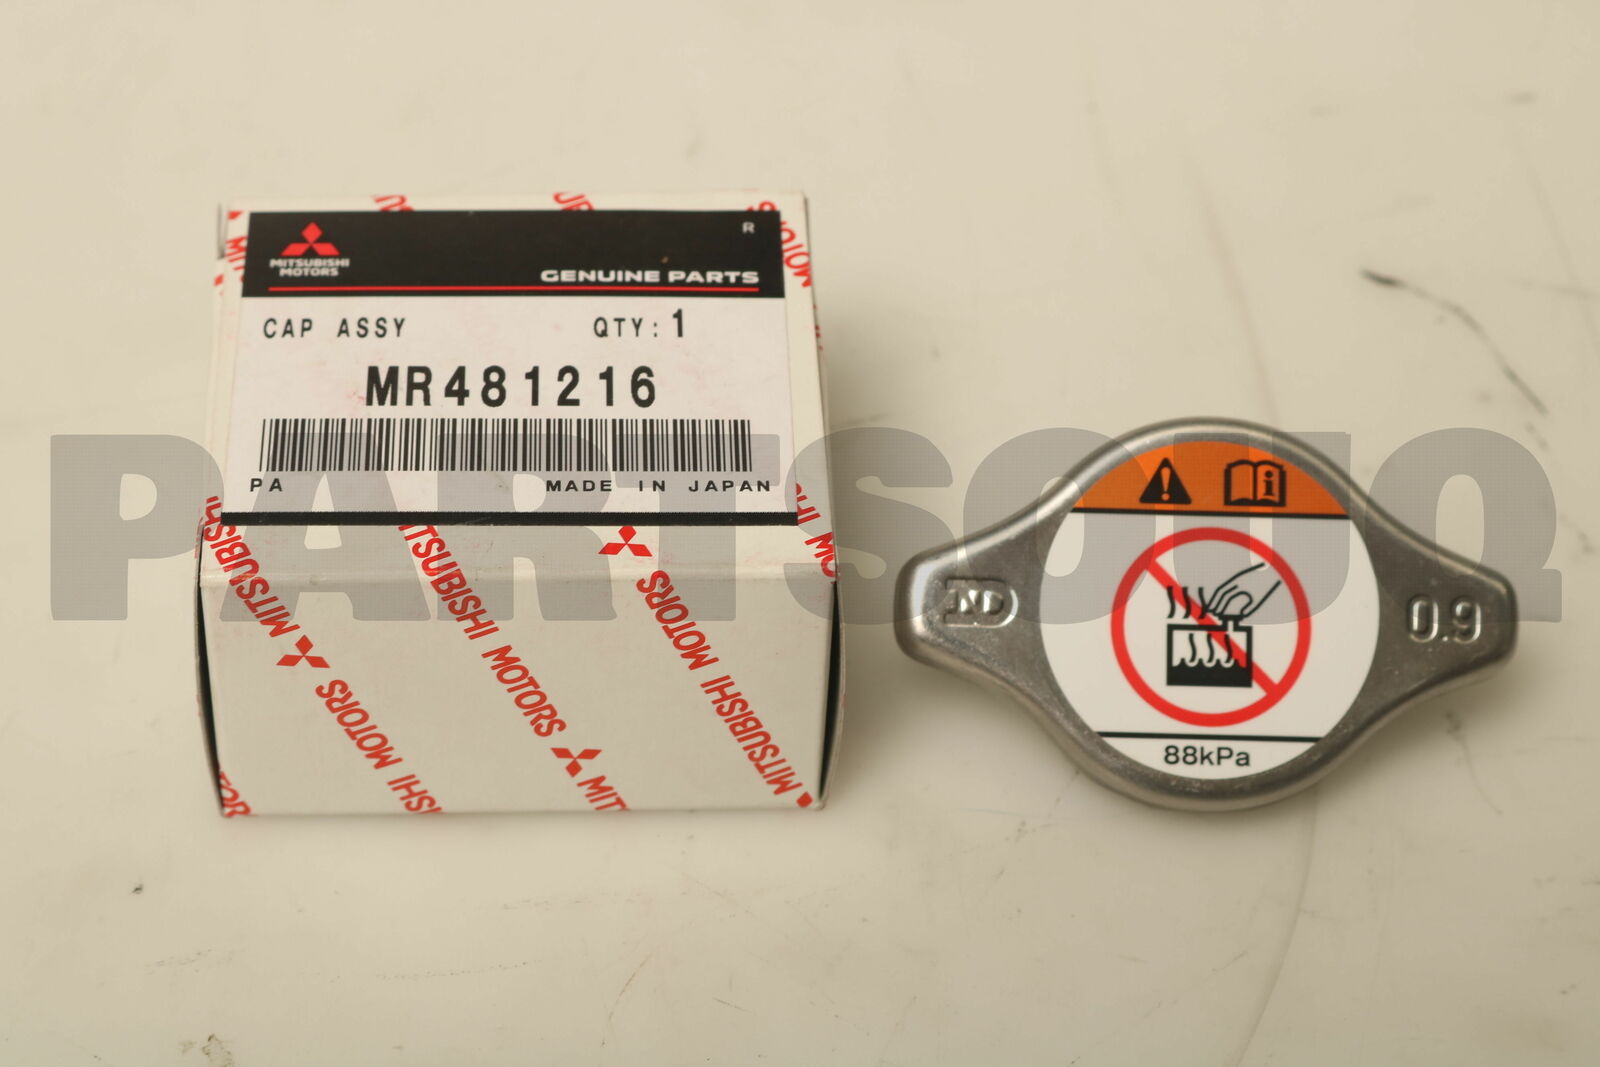 R
MITSUBISHI
MOTORS
GENUINE PARTS
CAP ASSY QTY: 1
MR481216
PA MADE IN JAPAN
MITSUBISHI MOTORS
MITSUBISHI MOTORS
MITSUBISHI MOTORS
PARTSOUQ
ND
0.9
88kPa